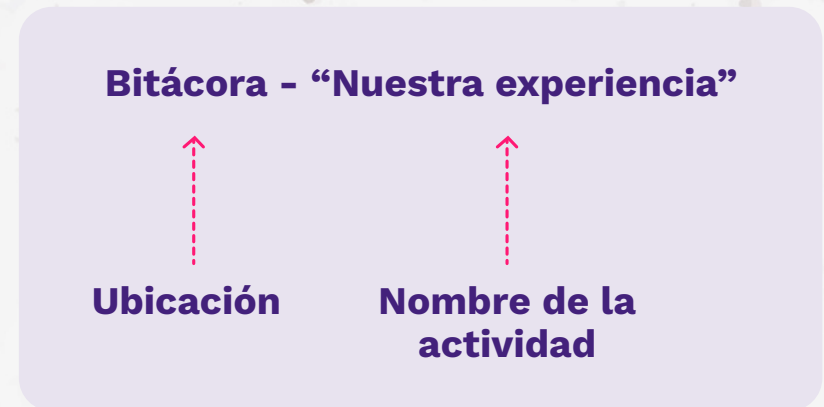 Bitácora - “Nuestra experiencia”
Ubicación
Nombre de la
actividad